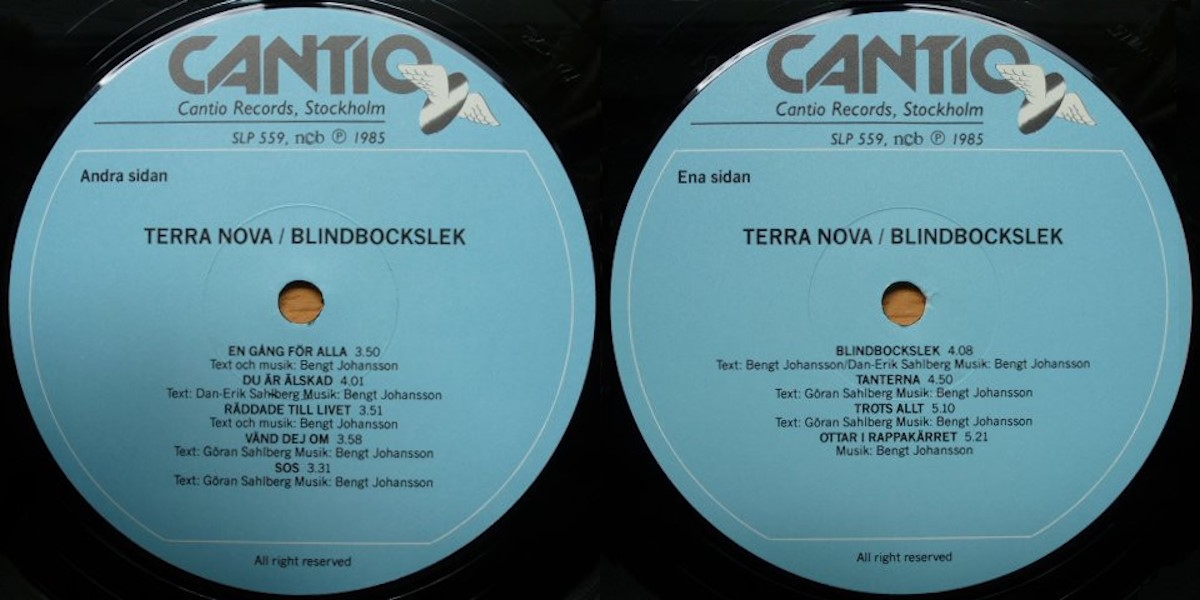 CANTIO
Cantio Records, Stockholm
SLP 559, ncb Ⓟ 1985
Andra sidan
TERRA NOVA / BLINDBOCKSLEK
EN GÅNG FÖR ALLA 3.50
Text och musik: Bengt Johansson
DU ÄR ÄLSKAD 4.01
Text: Dan-Erik Sahlberg Musik: Bengt Johansson
RÄDDADE TILL LIVET 3.51
Text och musik: Bengt Johansson
VÄND DEJ OM 3.58
Text: Göran Sahlberg Musik: Bengt Johansson
SOS 3.31
Text: Göran Sahlberg Musik: Bengt Johansson
All right reserved
CANTIO
Cantio Records, Stockholm
SLP 559, ncb Ⓟ 1985
Ena sidan
TERRA NOVA / BLINDBOCKSLEK
BLINDBOCKSLEK 4.08
Text: Bengt Johansson/Dan-Erik Sahlberg Musik: Bengt Johansson
TANTERNA 4.50
Text: Göran Sahlberg Musik: Bengt Johansson
TROTS ALLT 5.10
Text: Göran Sahlberg Musik: Bengt Johansson
OTTAR I RAPPAKÄRRET 5.21
Musik: Bengt Johansson
All right reserved